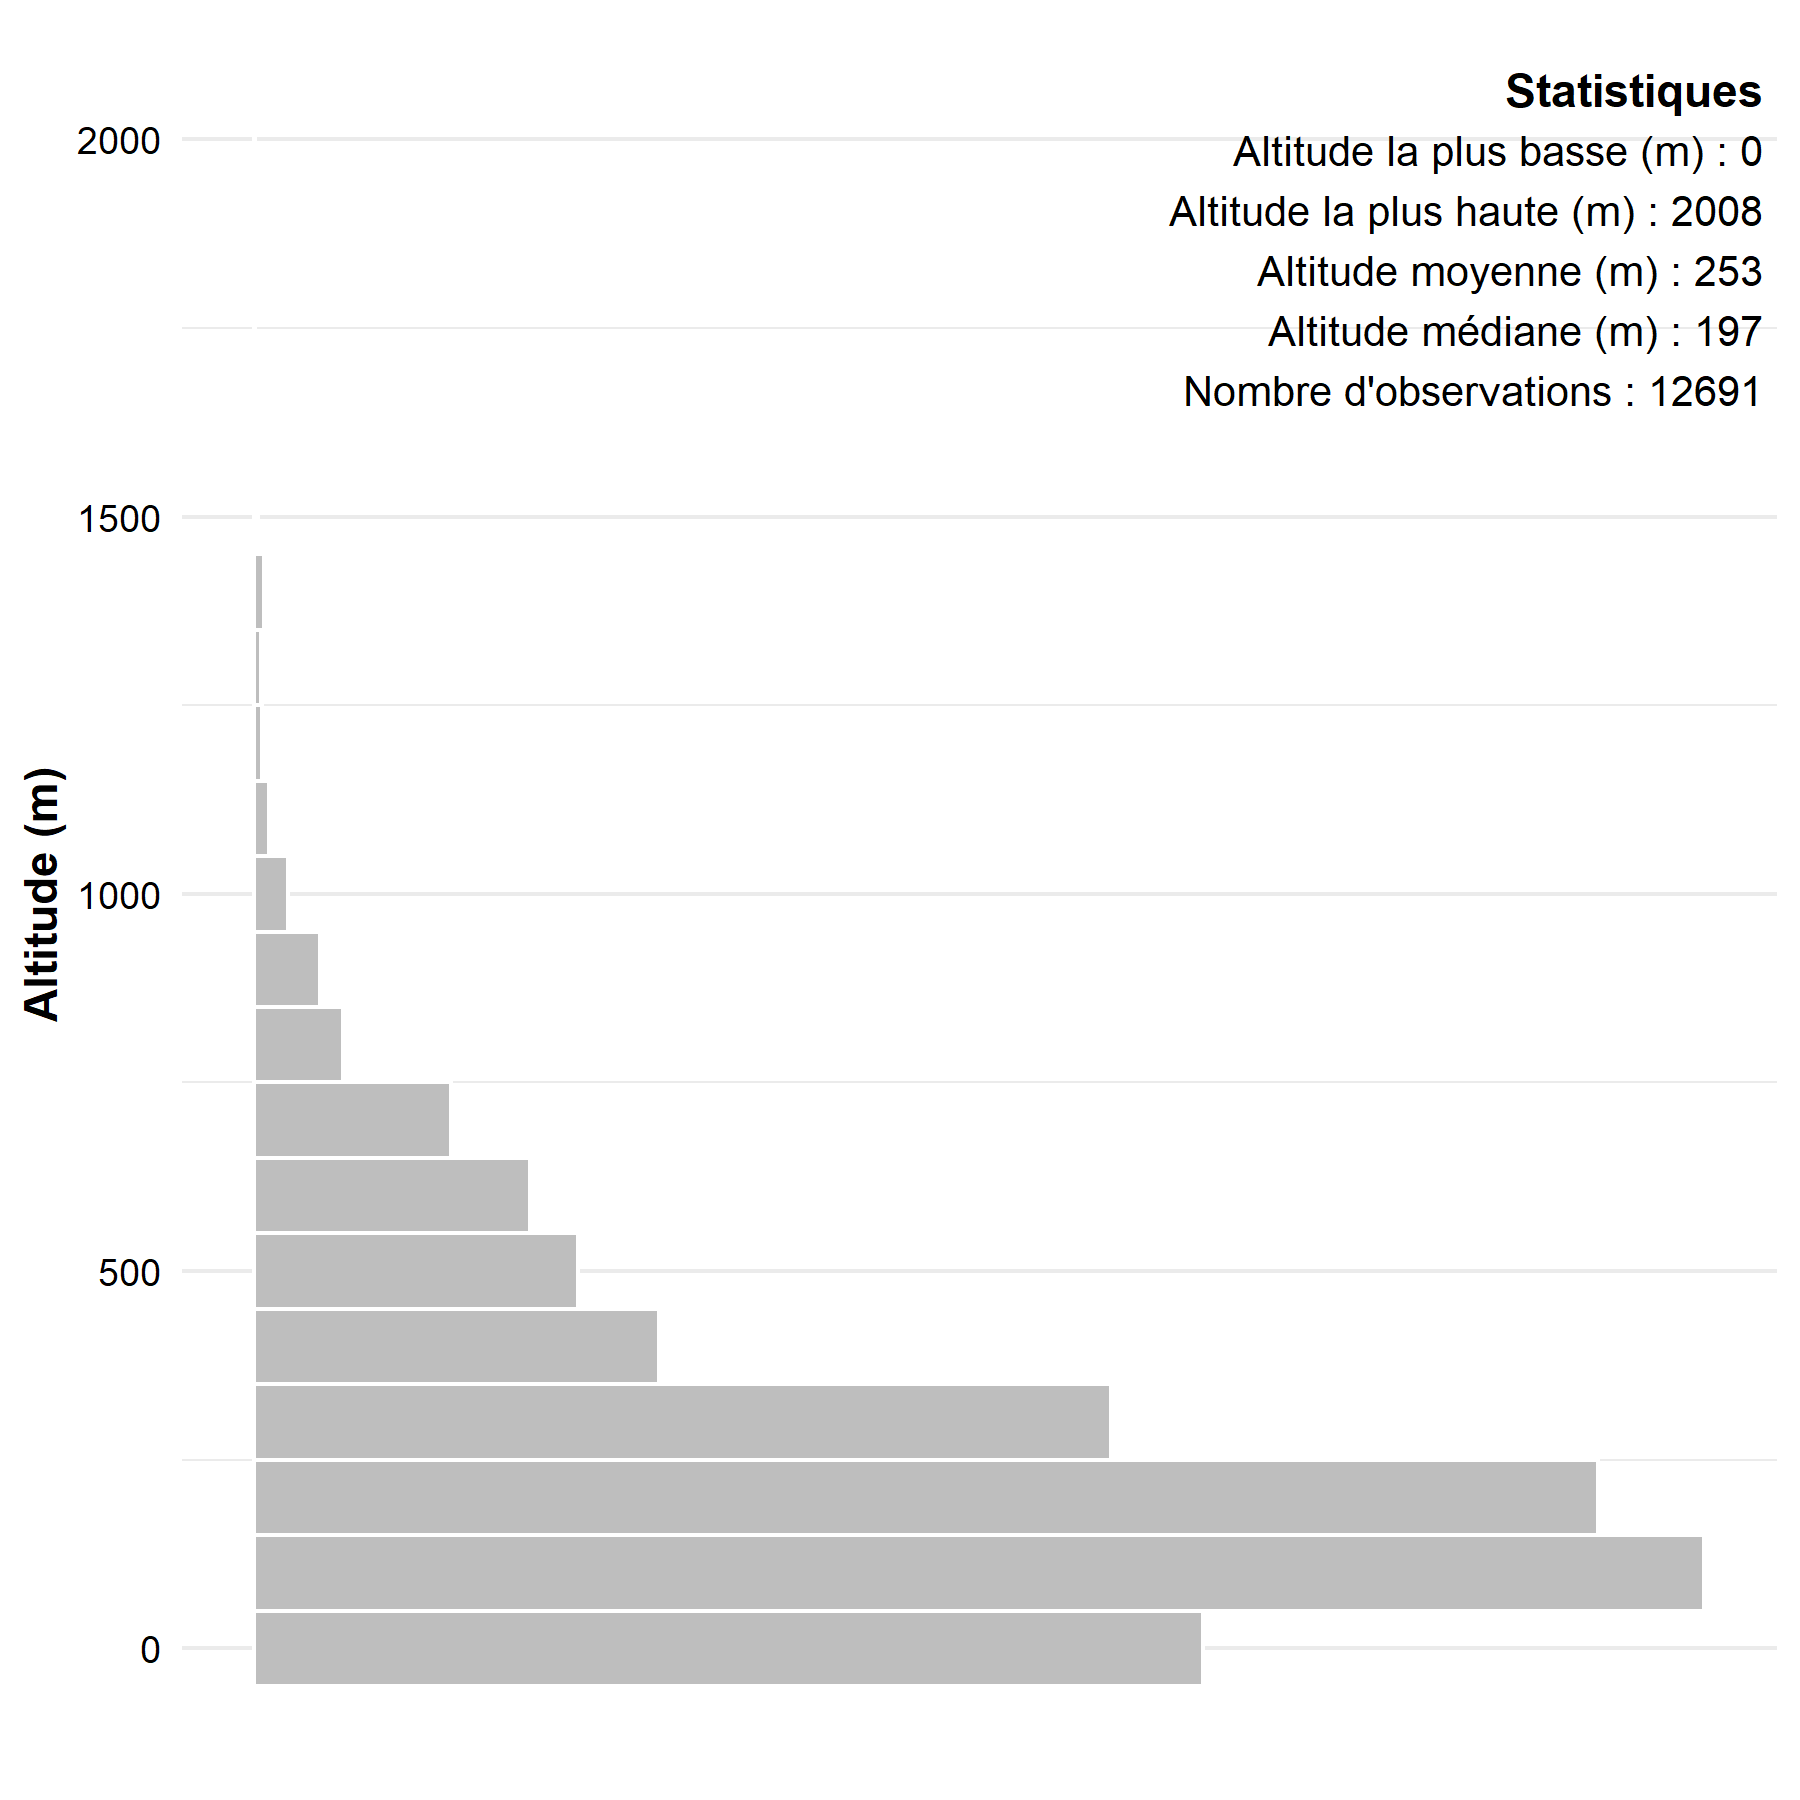 Statistiques
2000
Altitude la plus basse (m) : 0
Altitude la plus haute (m) : 2008
Altitude moyenne (m) : 253
Altitude médiane (m) : 197
Nombre d'observations : 12691
1500
1000
Altitude (m)
500
0